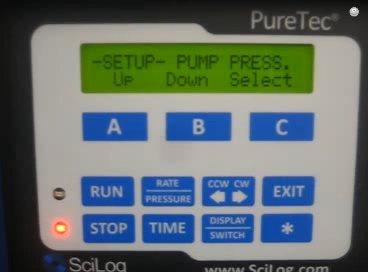 PureTec®
-SETUP- PUMP PRESS.
Up Down Select
A B C
RUN RATE PRESSURE CCW CW EXIT
STOP TIME DISPLAY SWITCH *
SciLog www.SciLog.com